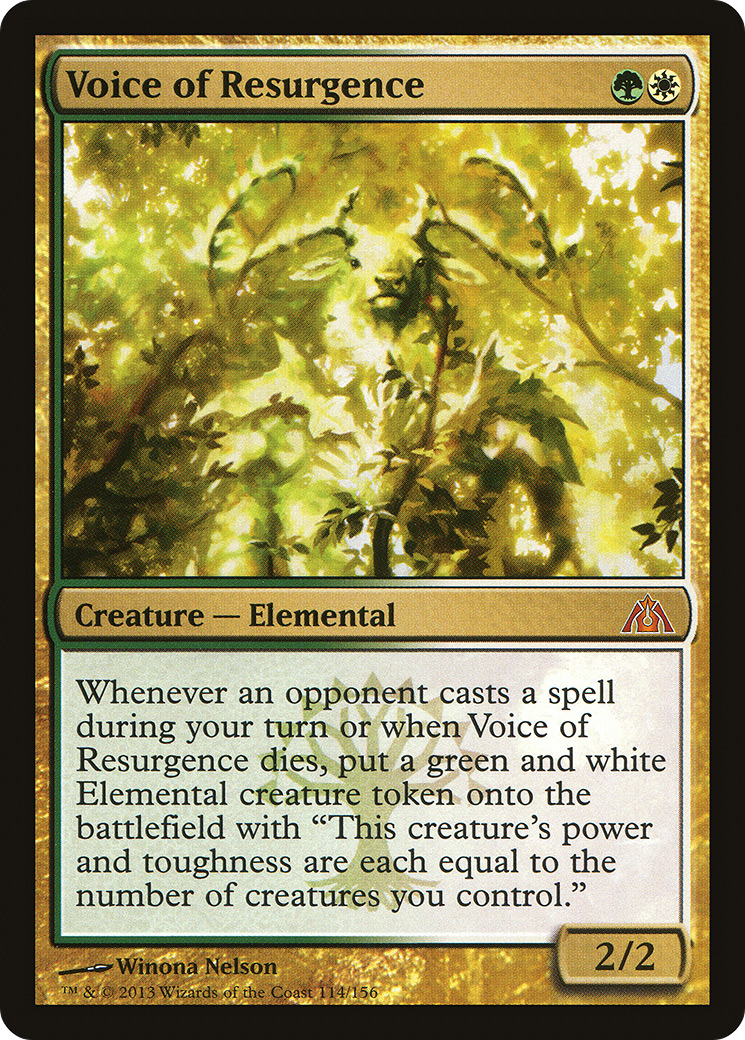 Voice of Resurgence
Creature — Elemental
Whenever an opponent casts a spell
during your turn or when Voice of
Resurgence dies, put a green and white
Elemental creature token onto the
battlefield with “This creature’s power
and toughness are each equal to the
number of creatures you control.”
2/2
Winona Nelson
™ & © 2013 Wizards of the Coast 114/156